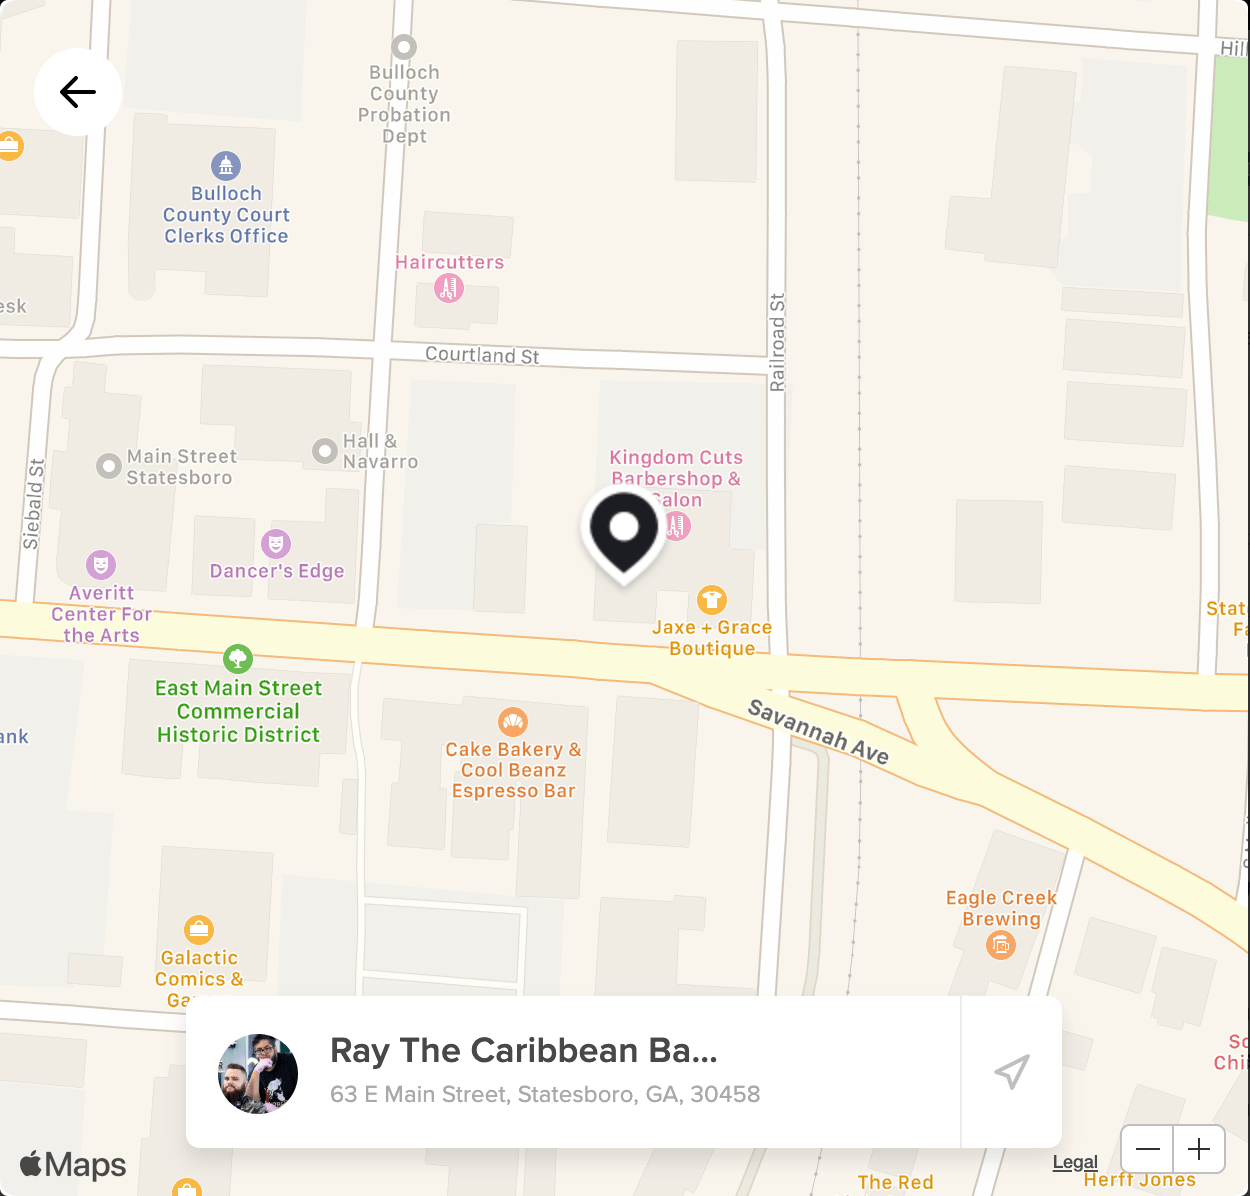 Hill
Bulloch
County
Probation
Dept
Bulloch
County Court
Clerks Office
Haircutters
esk
Courtland St
Railroad St
Main Street
Statesboro
Hall &
Navarro
Siebald St
Kingdom Cuts
Barbershop &
Salon
Dancer's Edge
Averitt
Center For
the Arts
Jaxe + Grace
Boutique
Stat
Fa
East Main Street
Commercial
Historic District
ank
Savannah Ave
Cake Bakery &
Cool Beanz
Espresso Bar
Eagle Creek
Brewing
Galactic
Comics &
Ga
Ray The Caribbean Ba...
63 E Main Street, Statesboro, GA, 30458
So
Chi
Maps
Legal
The Red
Herft Jones